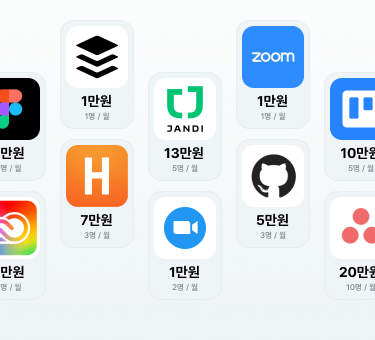 만원
명 / 월
만원
명 / 월
1만원
1명 / 월
H
7만원
3명 / 월
JANDI
13만원
5명 / 월
1만원
2명 / 월
zoom
1만원
1명 / 월
5만원
3명 / 월
10만원
5명 / 월
20만원
10명 / 월